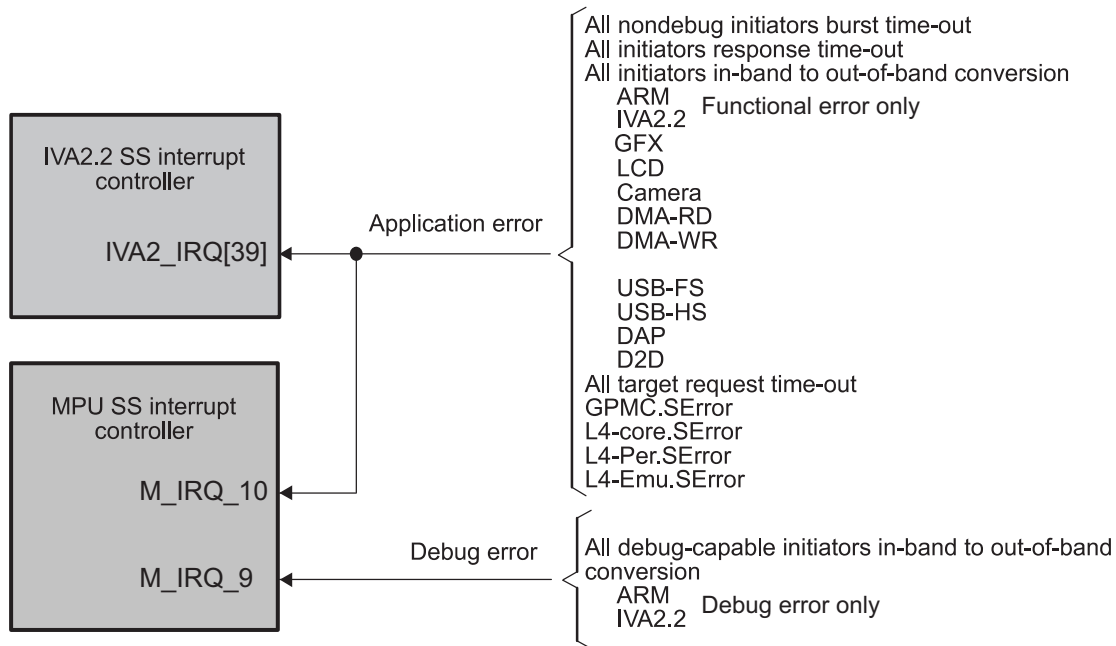 All nondebug initiators burst time-out
All initiators response time-out
All initiators in-band to out-of-band conversion
ARM
IVA2.2
Functional error only
GFX
LCD
Camera
DMA-RD
DMA-WR
USB-FS
USB-HS
DAP
D2D
All target request time-out
GPMC.SError
L4-core.SError
L4-Per.SError
L4-Emu.SError
IVA2.2 SS interrupt
controller
IVA2_IRQ[39]
Application error
MPU SS interrupt
controller
M_IRQ_10
M_IRQ_9
Debug error
All debug-capable initiators in-band to out-of-band
conversion
ARM
IVA2.2
Debug error only